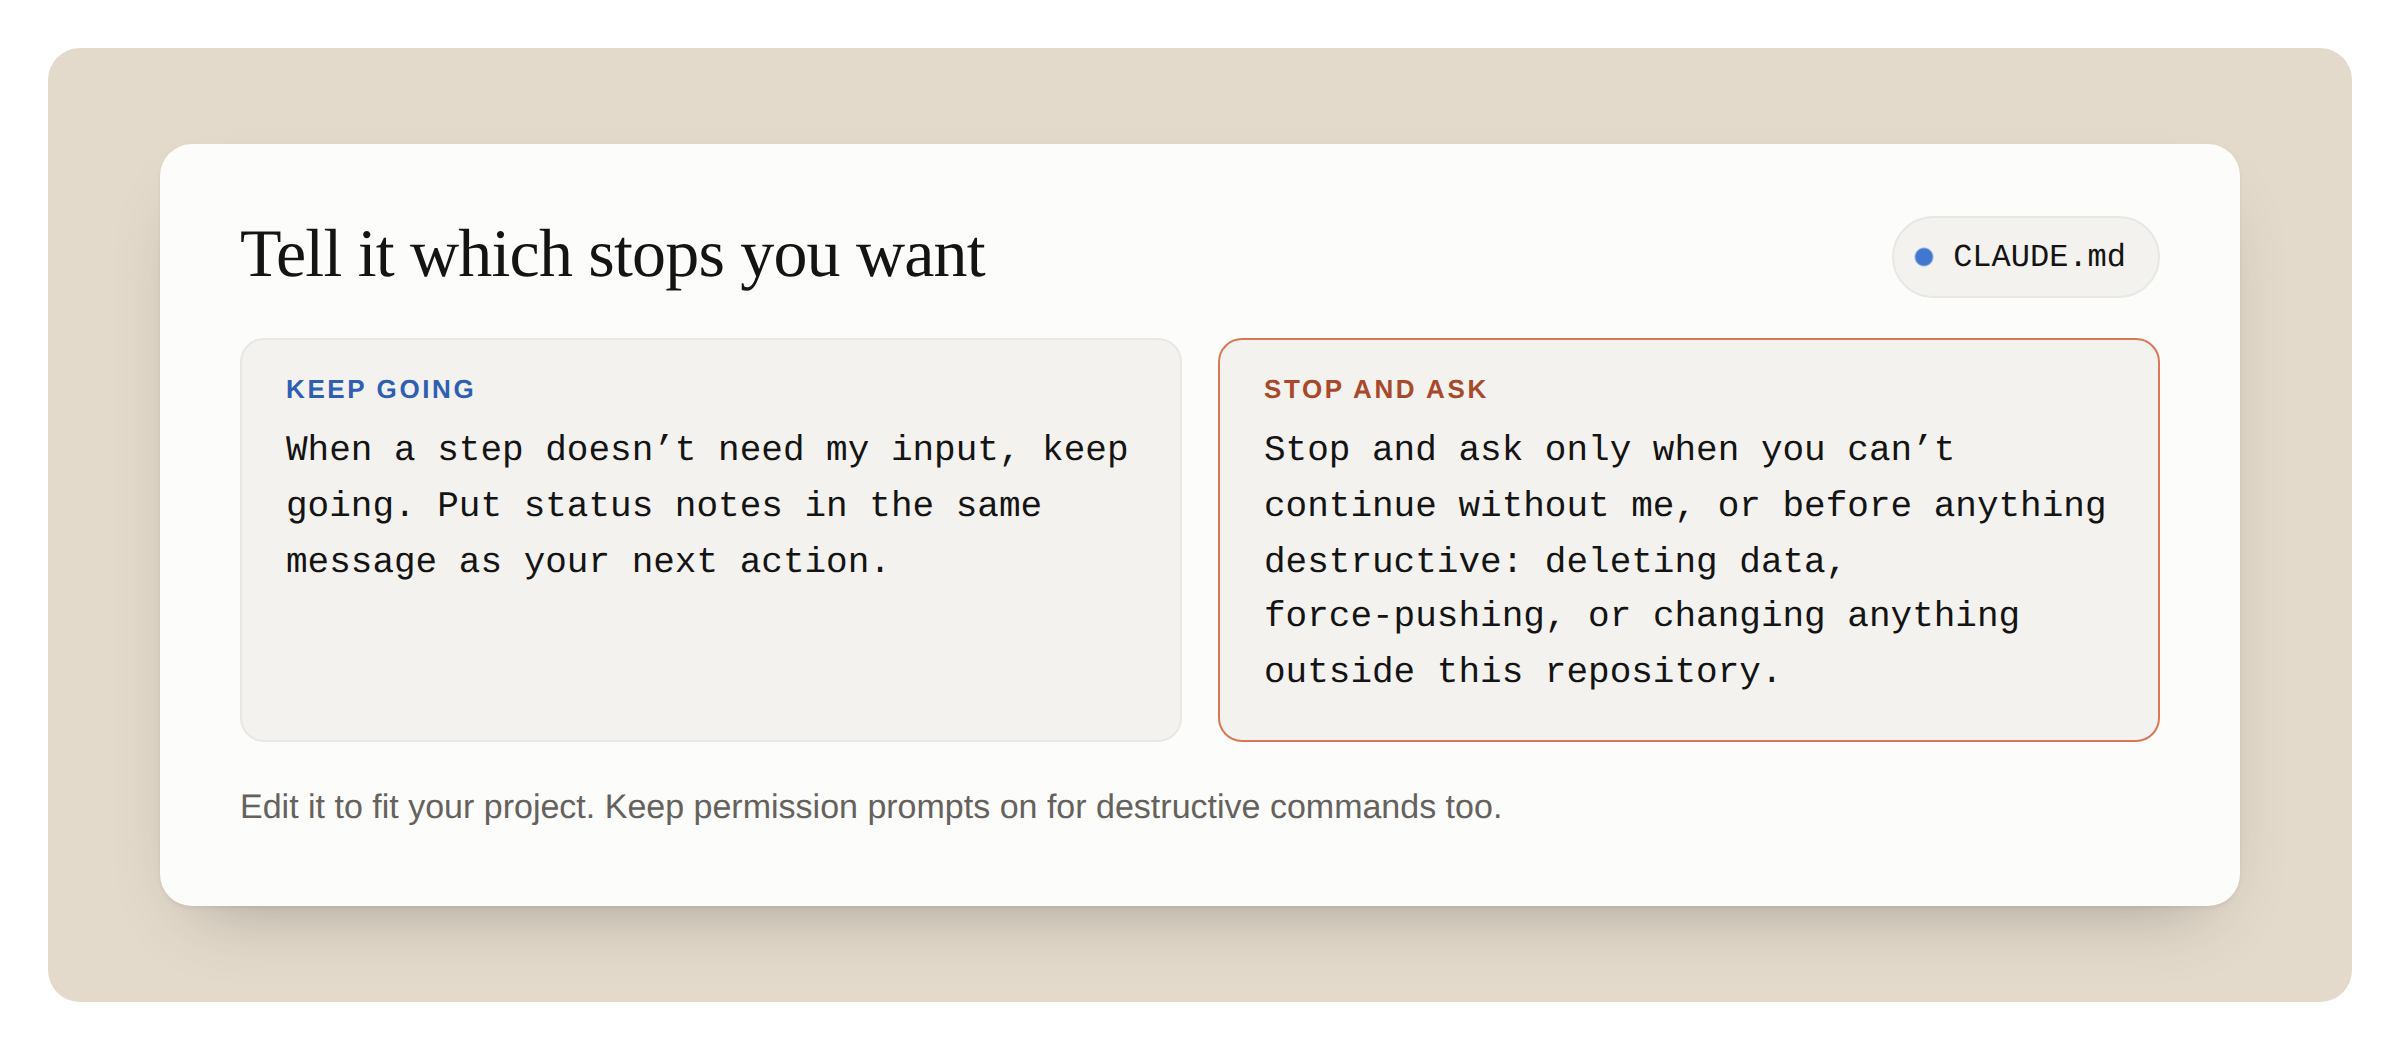 Tell it which stops you want
CLAUDE.md
KEEP GOING
When a step doesn’t need my input, keep
going. Put status notes in the same
message as your next action.
STOP AND ASK
Stop and ask only when you can’t
continue without me, or before anything
destructive: deleting data,
force-pushing, or changing anything
outside this repository.
Edit it to fit your project. Keep permission prompts on for destructive commands too.